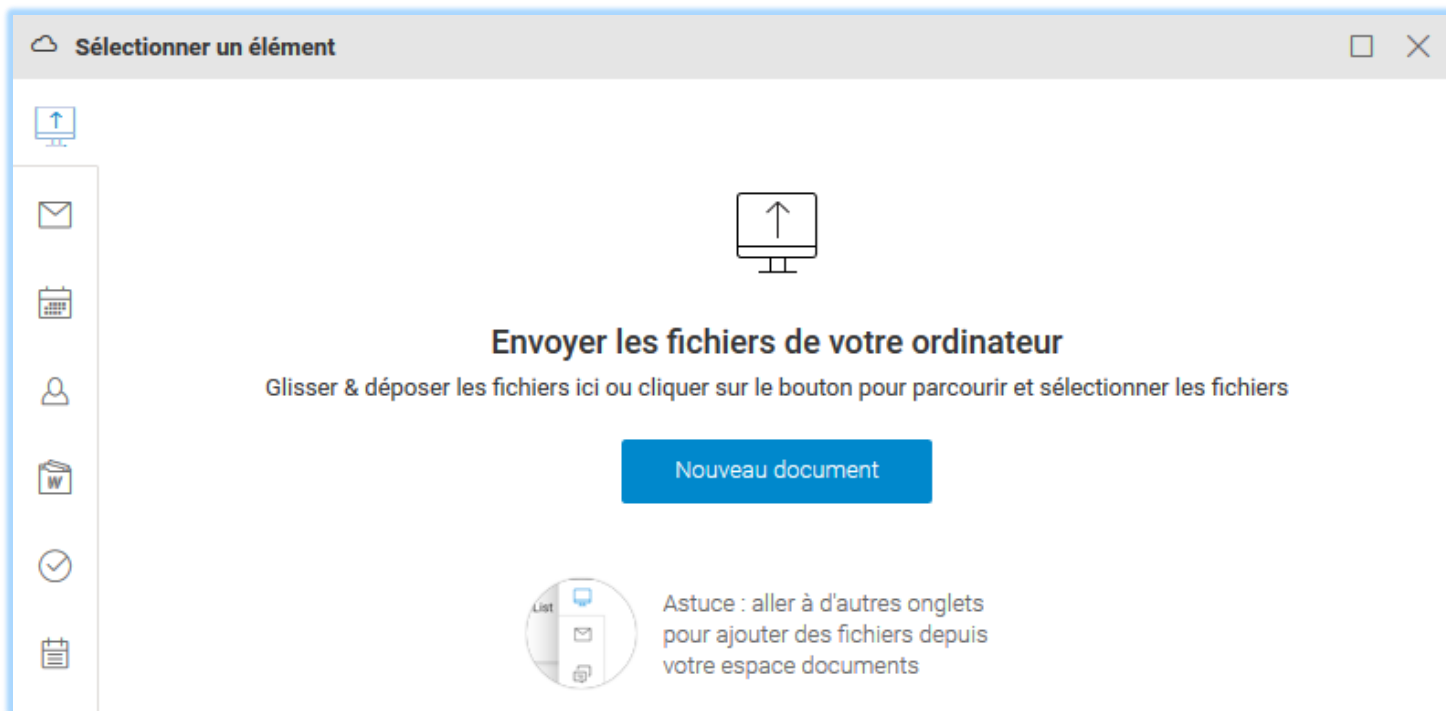 Sélectionner un élément
Envoyer les fichiers de votre ordinateur
Glisser & déposer les fichiers ici ou cliquer sur le bouton pour parcourir et sélectionner les fichiers
Nouveau document
List
Astuce : aller à d'autres onglets
pour ajouter des fichiers depuis
votre espace documents
W